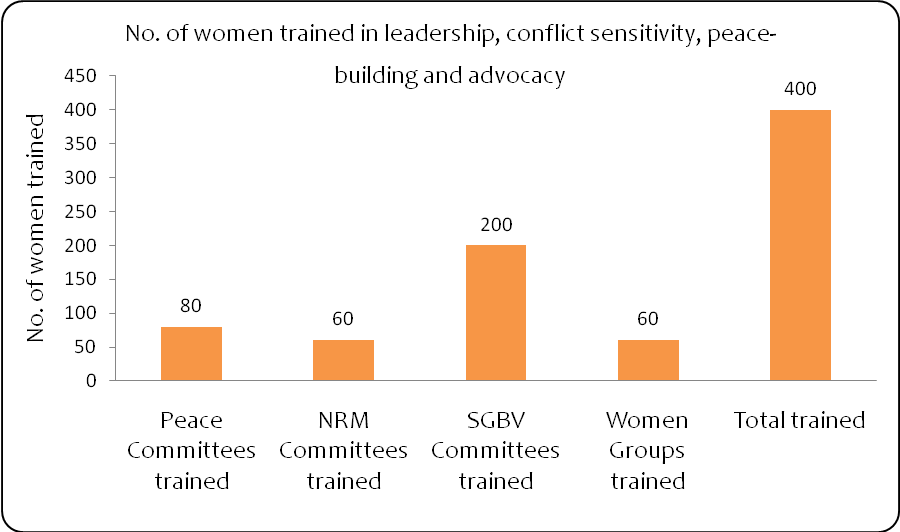 No. of women trained in leadership, conflict sensitivity, peace-
building and advocacy
No. of women trained
450
400
350
300
250
200
150
100
50
0
80
60
200
60
400
Peace
Committees
trained
NRM
Committees
trained
SGBV
Committees
trained
Women
Groups
trained
Total trained